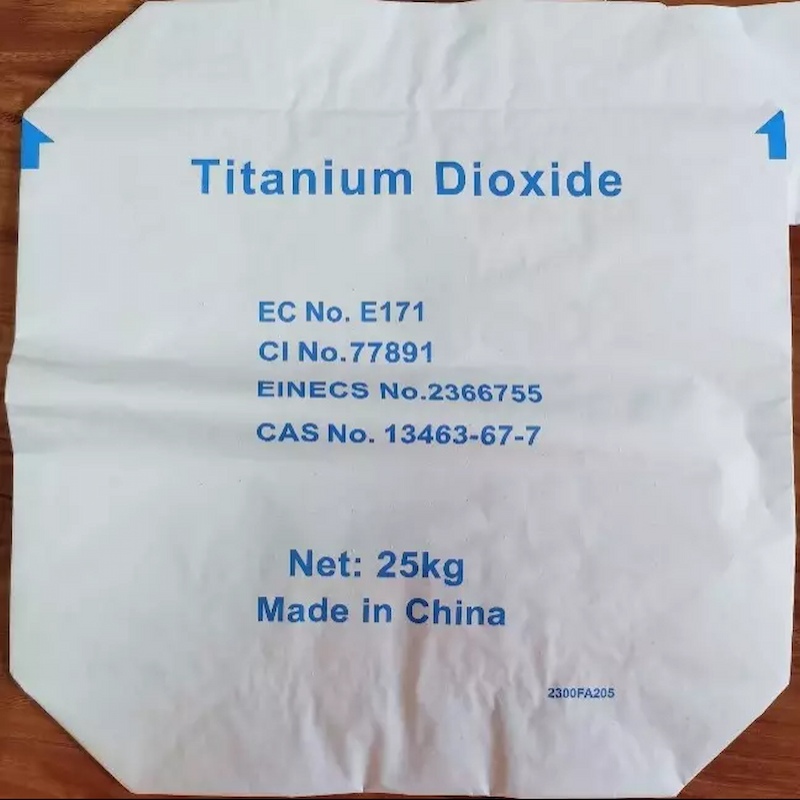 Titanium Dioxide
EC No. E171
CI No.77891
EINECS No.2366755
CAS No. 13463-67-7
Net: 25kg
Made in China
2300FA205